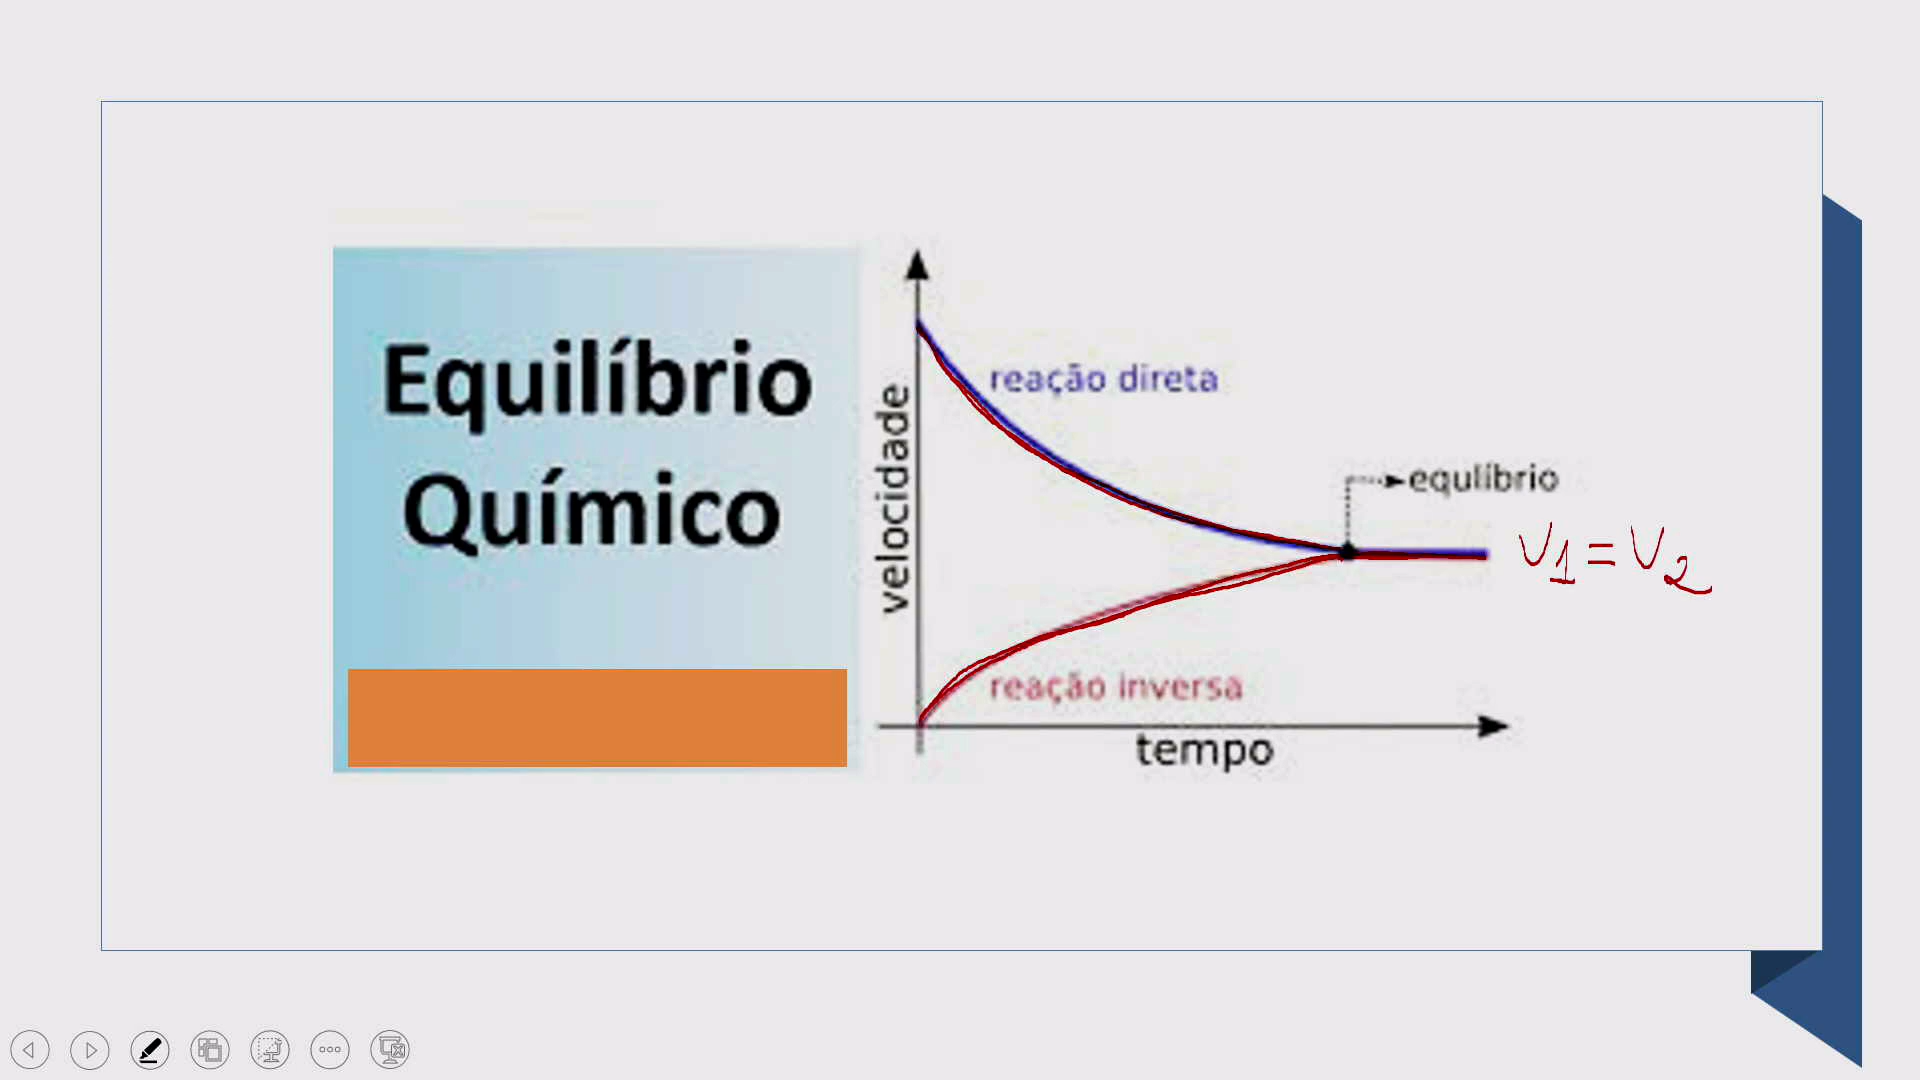 Equilíbrio
Químico
velocidade
reação direta
equlíbrio
V1=V2
reação inversa
tempo